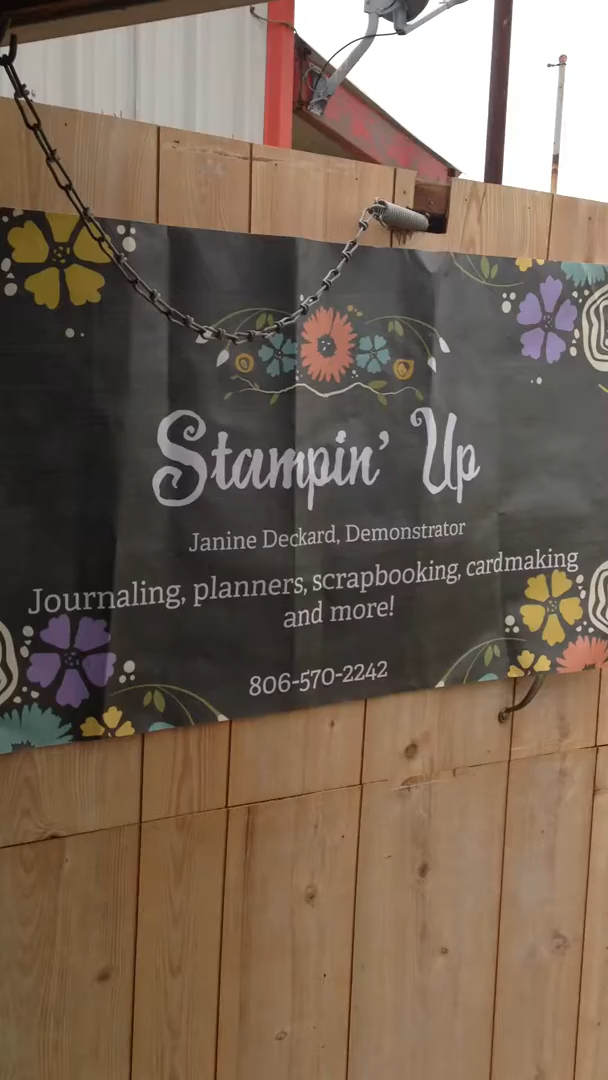 Stampin' Up
Janine Deckard, Demonstrator
Journaling, planners, scrapbooking, cardmaking
and more!
806-570-2242